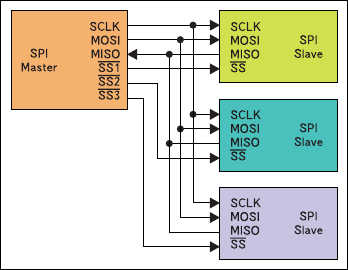 SPI
Master
SCLK
MOSI
MISO
SS1
SS2
SS3
SCLK
MOSI
MISO
SS
SPI
Slave
SCLK
MOSI
MISO
SS
SPI
Slave
SCLK
MOSI
MISO
SS
SPI
Slave